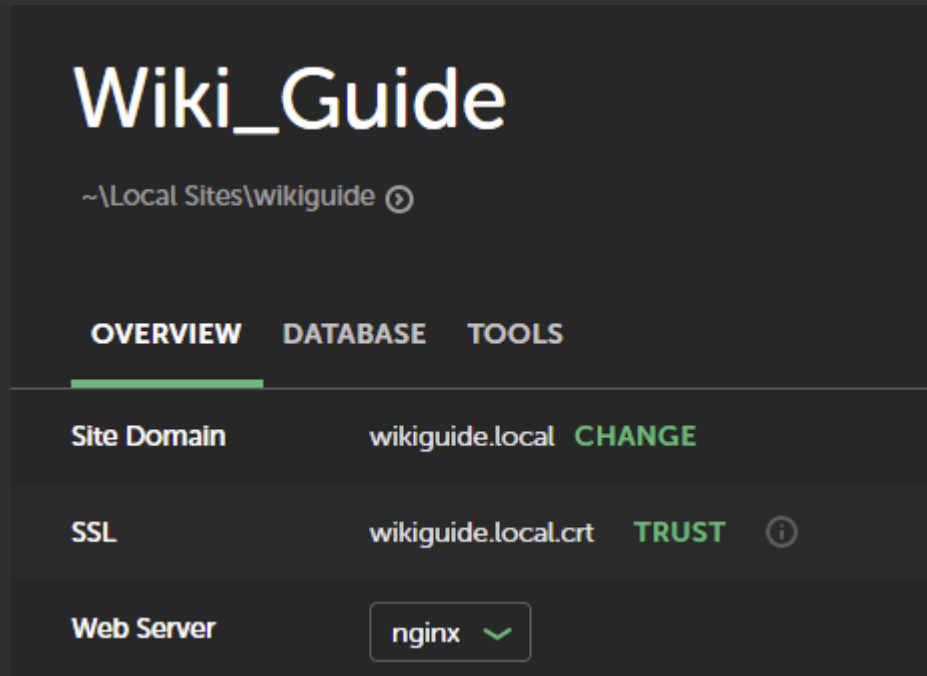 Wiki_Guide
~\Local Sites\wikiguide
OVERVIEW DATABASE TOOLS
Site Domain wikiguide.local CHANGE
SSL wikiguide.local.crt TRUST
Web Server nginx